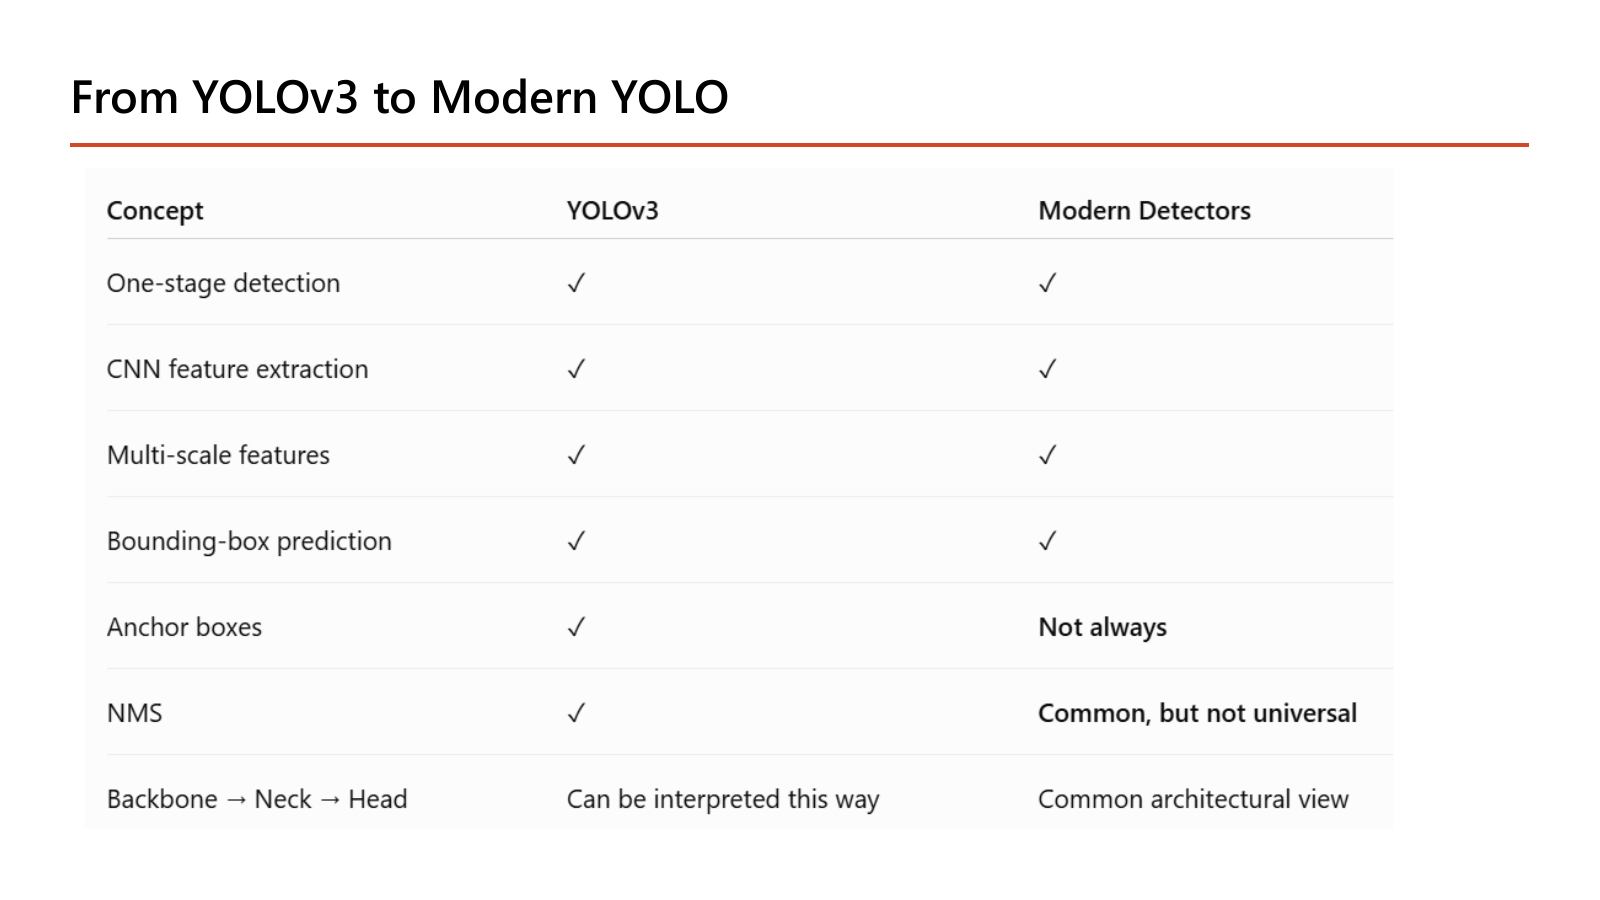 From YOLOv3 to Modern YOLO
Concept YOLOv3 Modern Detectors
One-stage detection ✓ ✓
CNN feature extraction ✓ ✓
Multi-scale features ✓ ✓
Bounding-box prediction ✓ ✓
Anchor boxes ✓ Not always
NMS ✓ Common, but not universal
Backbone → Neck → Head Can be interpreted this way Common architectural view